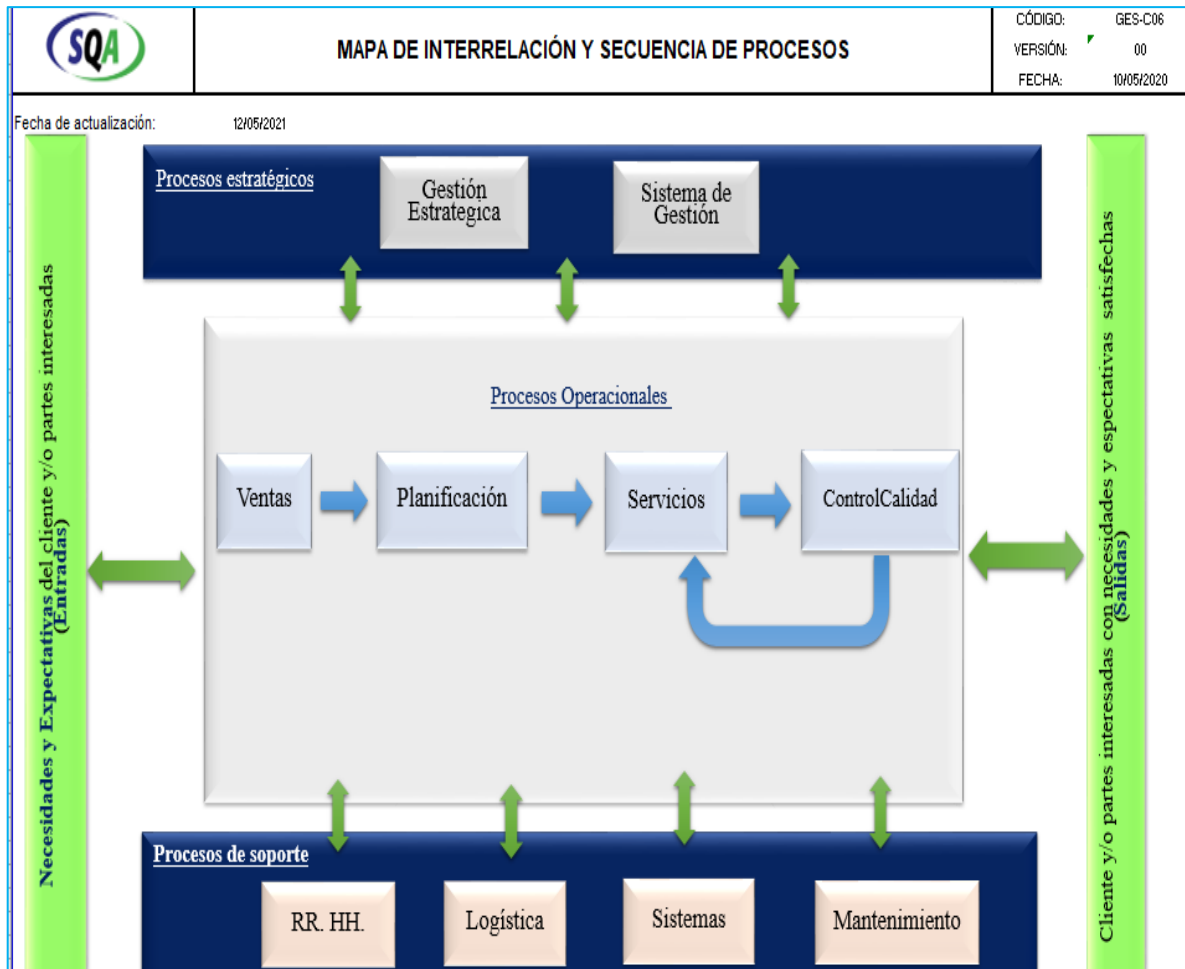 SQA
MAPA DE INTERRELACIÓN Y SECUENCIA DE PROCESOS
CÓDIGO: GES-C06
VERSIÓN: 00
FECHA: 10/05/2020
Fecha de actualización: 12/05/2021
Necesidades y Expectativas del cliente y/o partes interesadas
(Entradas)
Procesos estratégicos
Gestión
Estrategica
Sistema de
Gestión
Procesos Operacionales
Ventas
Planificación
Servicios
ControlCalidad
Procesos de soporte
RR. HH.
Logística
Sistemas
Mantenimiento
Cliente y/o partes interesadas con necesidades y espectativas satisfechas
(Salidas)